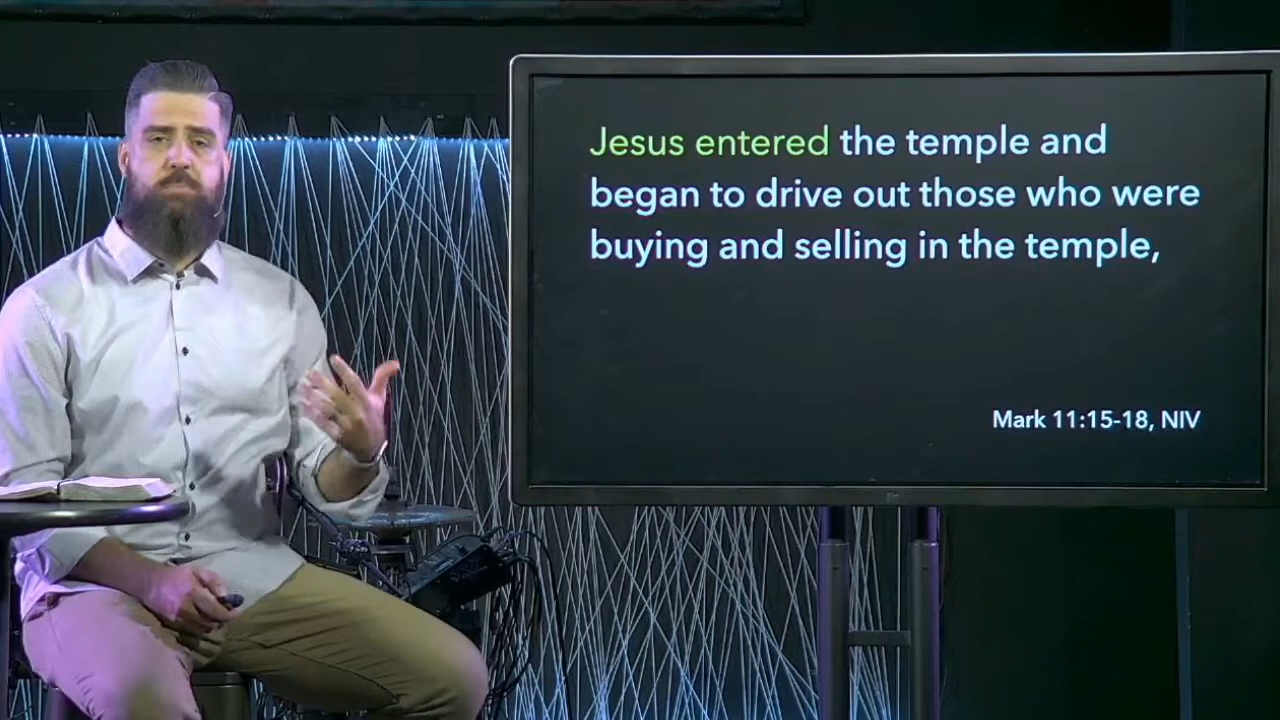 Jesus entered the temple and
began to drive out those who were
buying and selling in the temple,
Mark 11:15-18, NIV